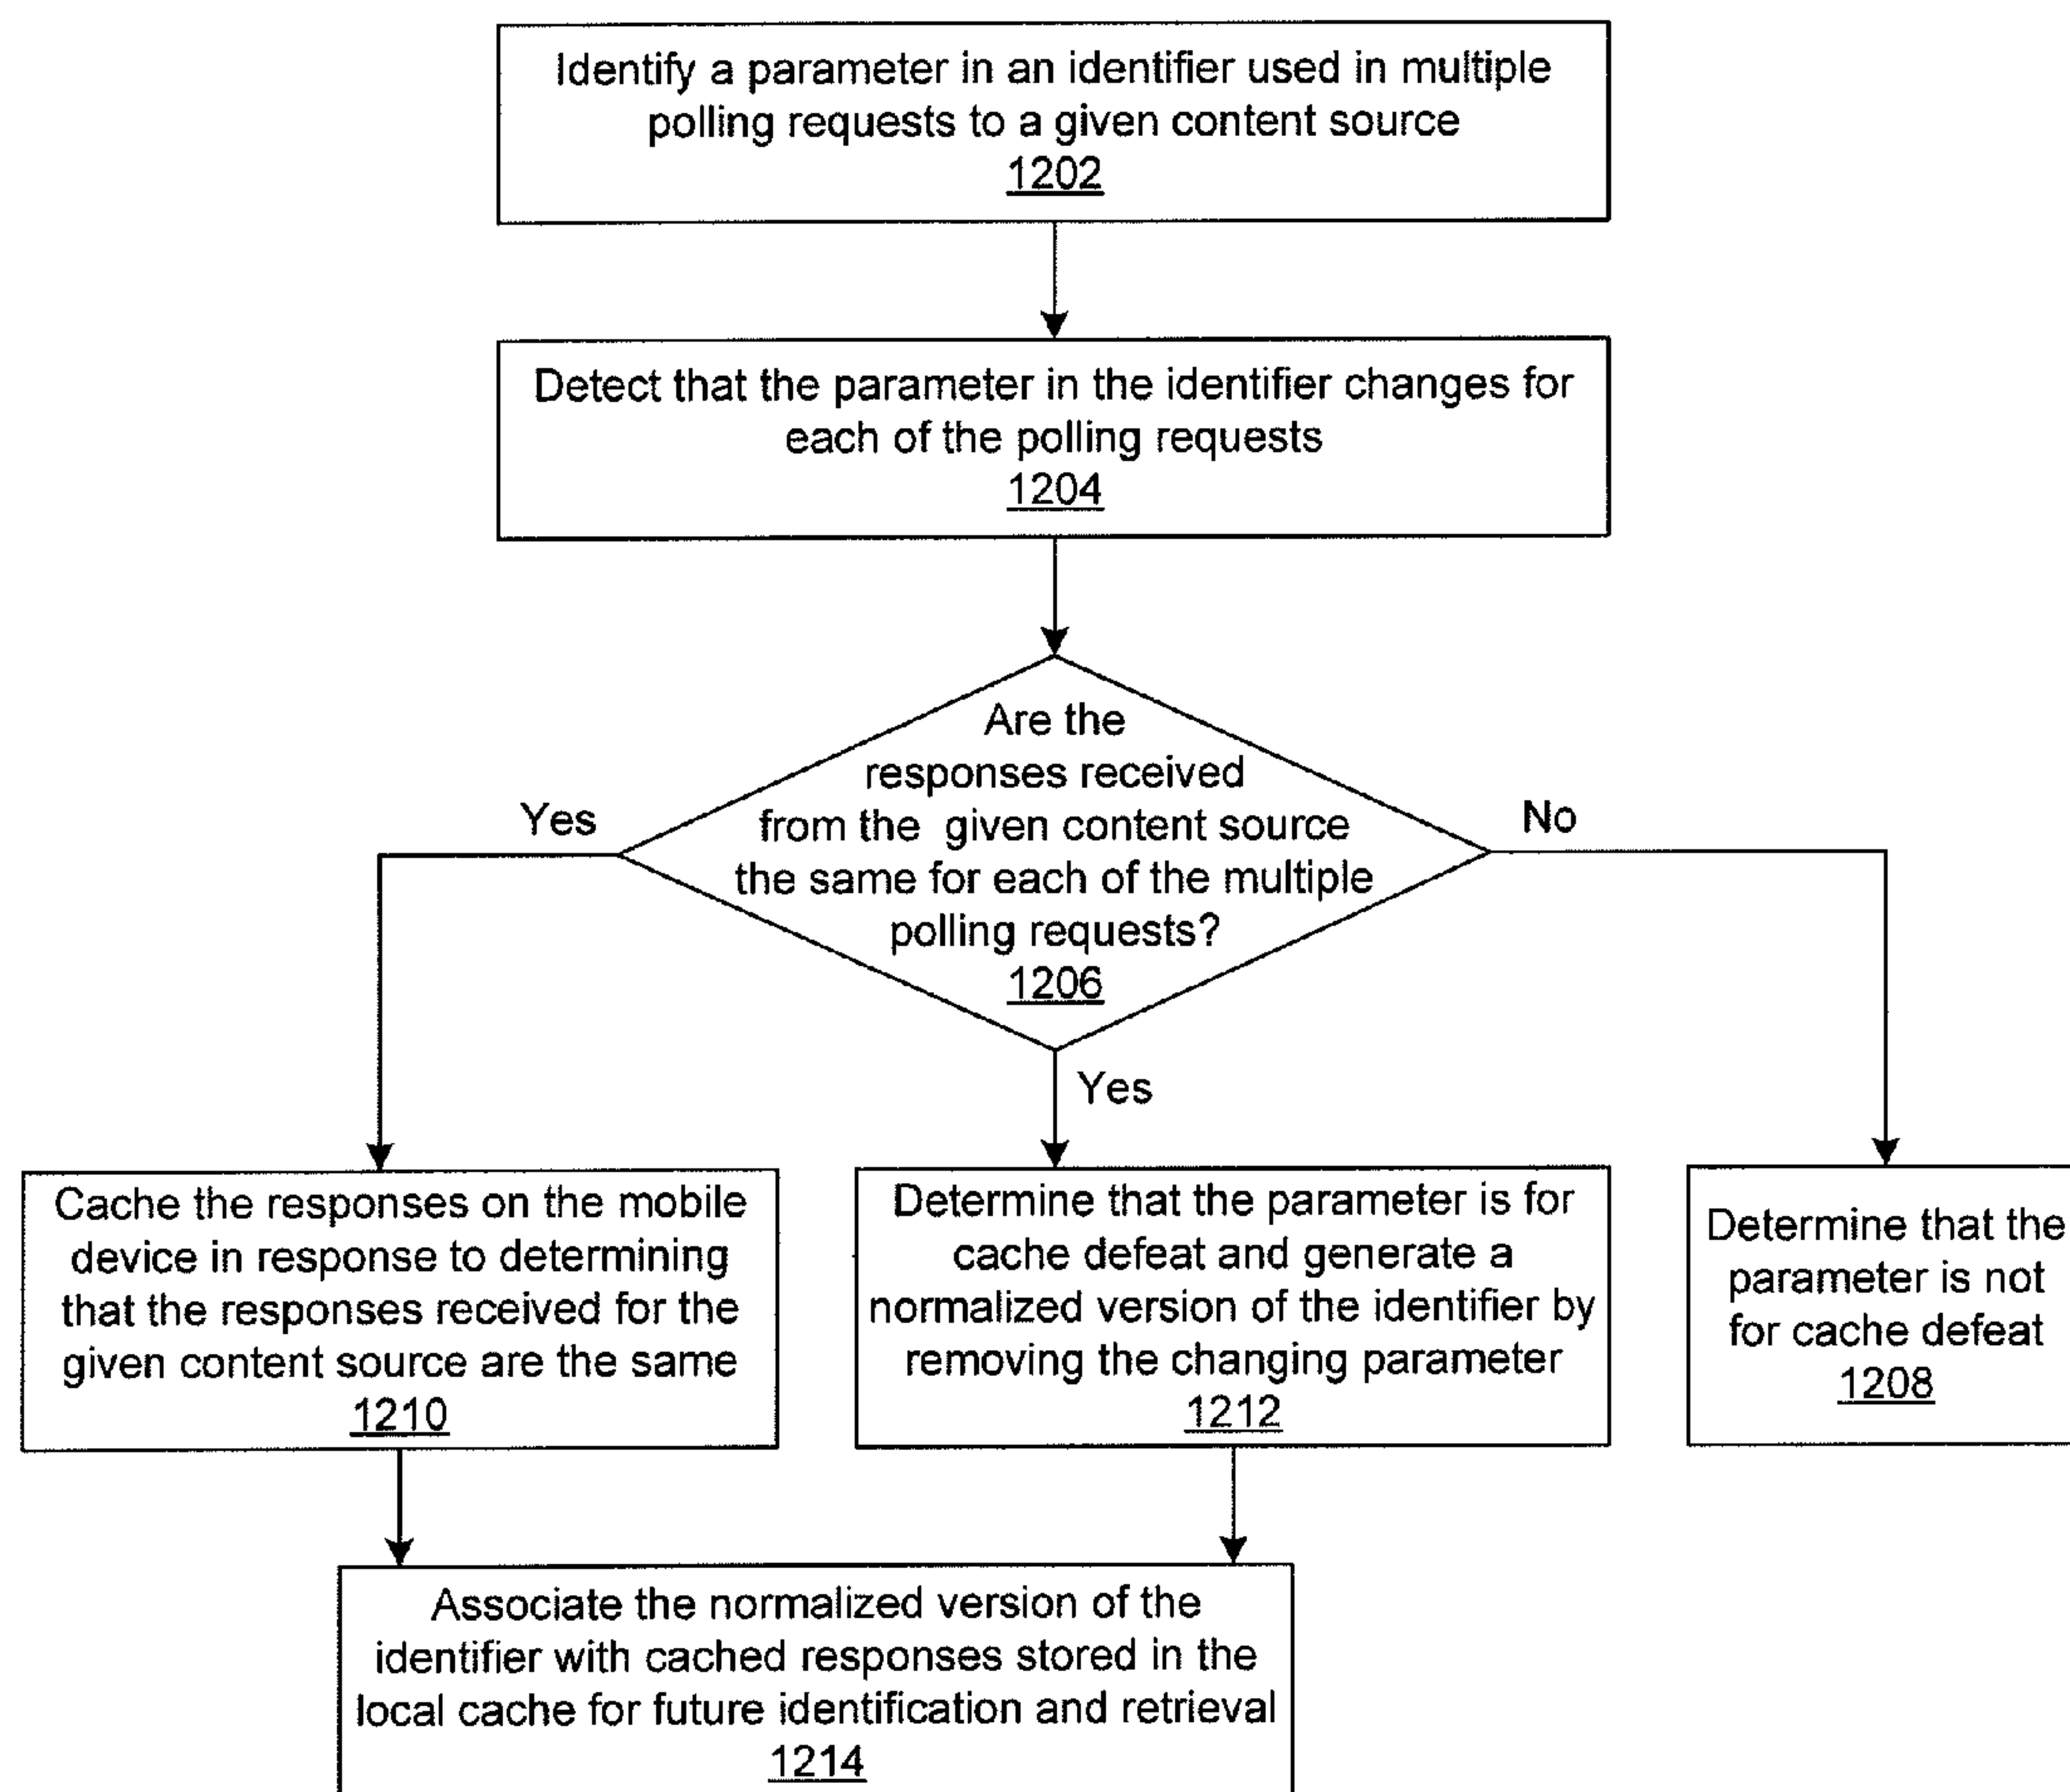 Identify a parameter in an identifier used in multiple
polling requests to a given content source
1202
Detect that the parameter in the identifier changes for
each of the polling requests
1204
Are the
responses received
from the given content source
the same for each of the multiple
polling requests?
1206
Yes
No
Yes
Cache the responses on the mobile
device in response to determining
that the responses received for the
given content source are the same
1210
Determine that the parameter is for
cache defeat and generate a
normalized version of the identifier by
removing the changing parameter
1212
Determine that the
parameter is not
for cache defeat
1208
Associate the normalized version of the
identifier with cached responses stored in the
local cache for future identification and retrieval
1214